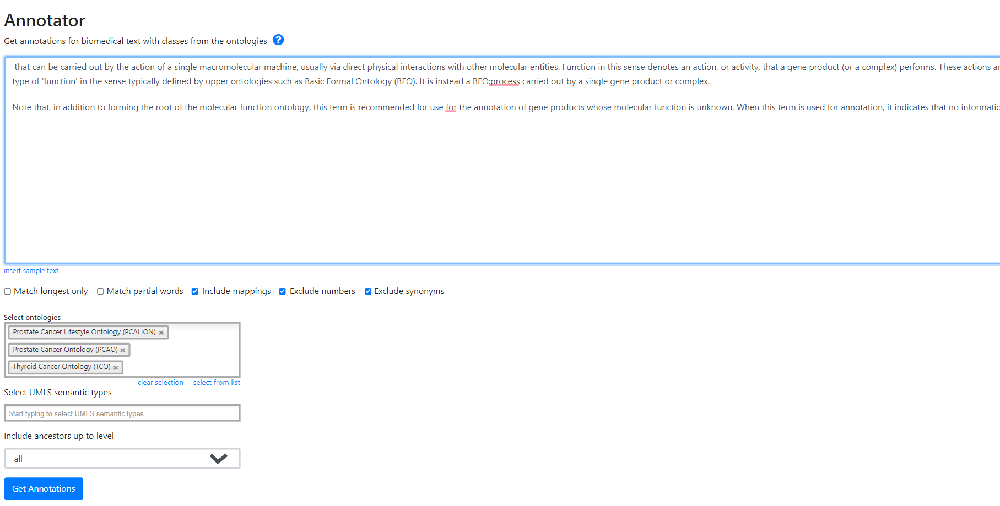 Annotator
Get annotations for biomedical text with classes from the ontologies ?
that can be carried out by the action of a single macromolecular machine, usually via direct physical interactions with other molecular entities. Function in this sense denotes an action, or activity, that a gene product (or a complex) performs. These actions ar
type of 'function' in the sense typically defined by upper ontologies such as Basic Formal Ontology (BFO). It is instead a BFO:process carried out by a single gene product or complex.
Note that, in addition to forming the root of the molecular function ontology, this term is recommended for use for the annotation of gene products whose molecular function is unknown. When this term is used for annotation, it indicates that no informatio
insert sample text
Match longest only Match partial words Include mappings Exclude numbers Exclude synonyms
Select ontologies
Prostate Cancer Lifestyle Ontology (PCALION) ×
Prostate Cancer Ontology (PCAO) ×
Thyroid Cancer Ontology (TCO) ×
clear selection select from list
Select UMLS semantic types
Start typing to select UMLS semantic types
Include ancestors up to level
all
Get Annotations